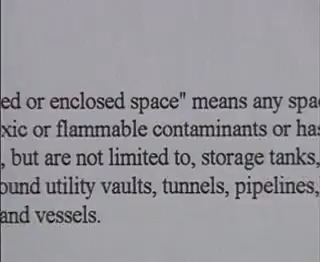 ed or enclosed space" means any spa
xic or flammable contaminants or has
, but are not limited to, storage tanks,
ound utility vaults, tunnels, pipelines,
and vessels.